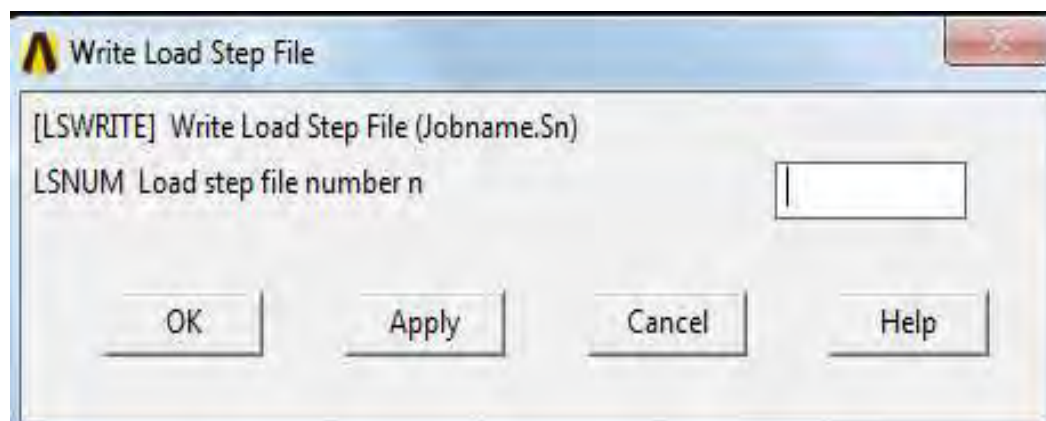 Write Load Step File
[LSWRITE] Write Load Step File (Jobname.Sn)
LSNUM Load step file number n
OK Apply Cancel Help